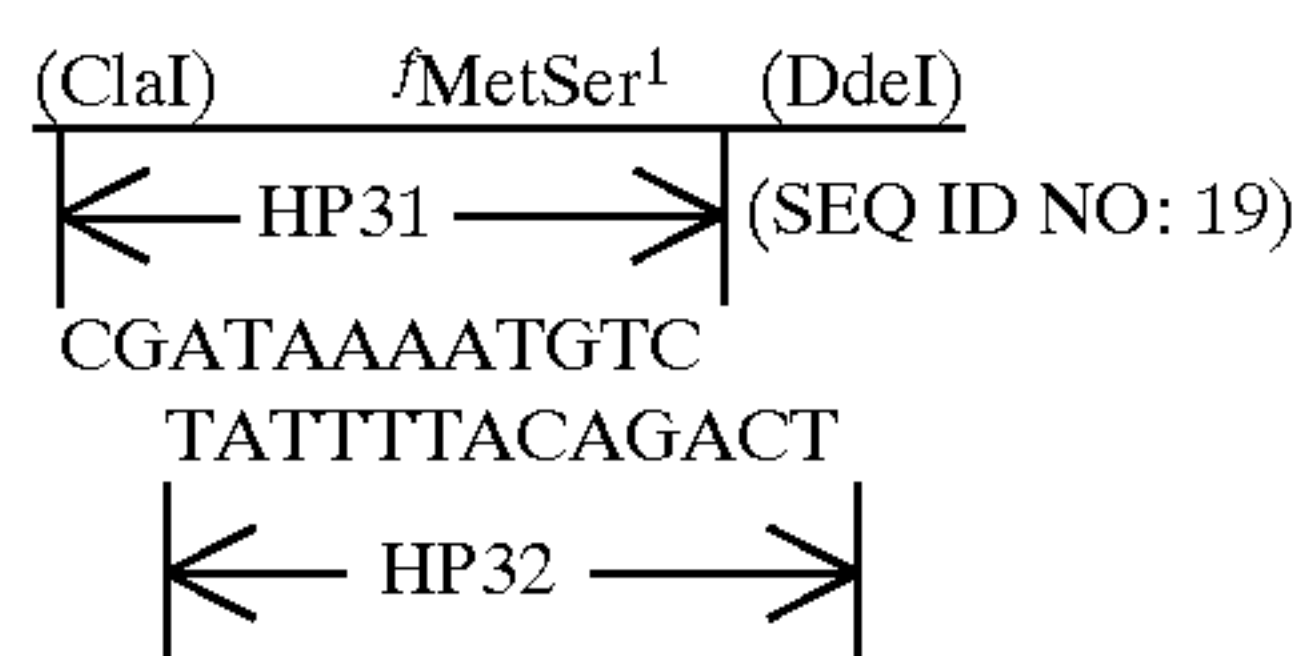 (ClaI) fMetSer1 (DdeI)
HP31 (SEQ ID NO: 19)
CGATAAAATGTC
TATTTTACAGACT
HP32